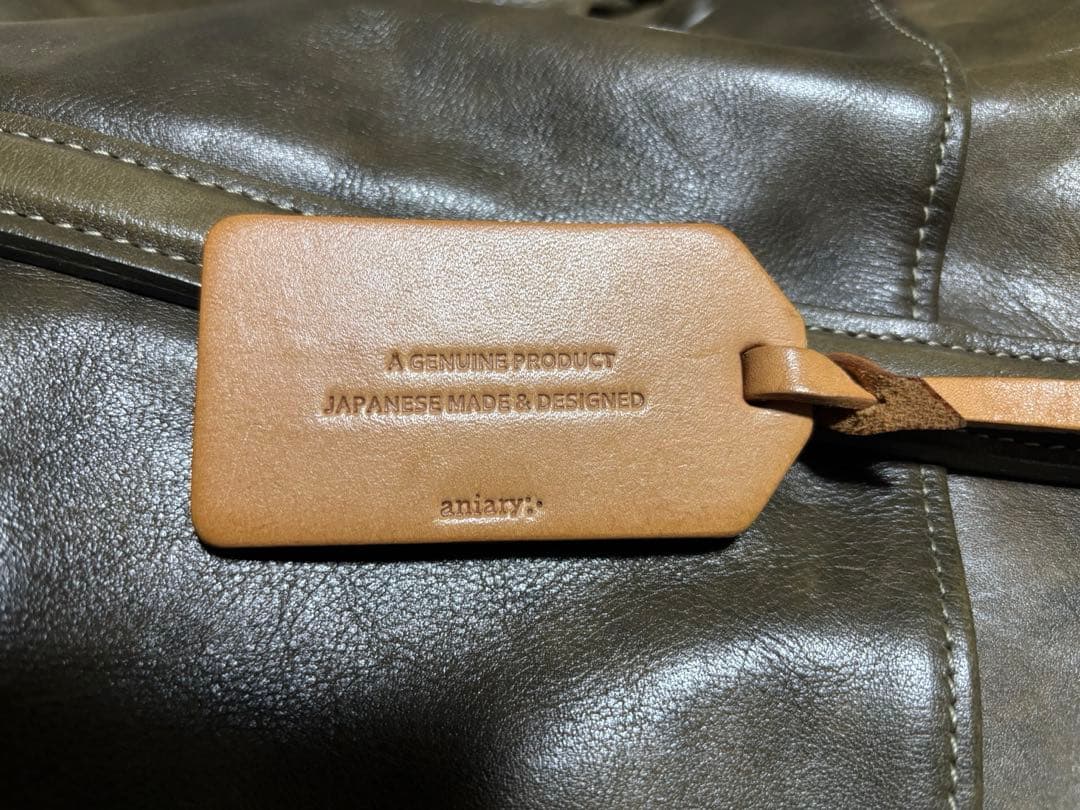 A GENUINE PRODUCT
JAPANESE MADE & DESIGNED
aniary:·